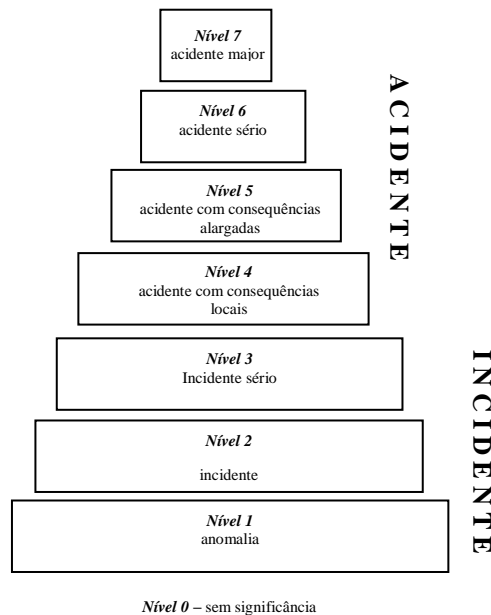 Nível 7
acidente major
Nível 6
acidente sério
Nível 5
acidente com consequências
alargadas
Nível 4
acidente com consequências
locais
ACIDENTE
Nível 3
Incidente sério
Nível 2
incidente
Nível 1
anomalia
INCIDENTE
Nível 0 – sem significância